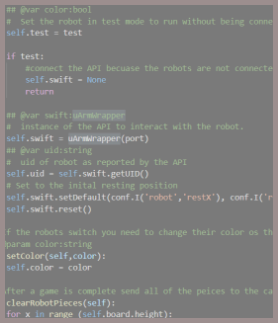 ## @var color:bool
# Set the robot in test mode to run without being conne
self.test = test
if test:
#connect the API becuase the robots are not connecte
self.swift = None
return
## @var swift:uArmWrapper
# instance of the API to interact with the robot.
self.swift = uArmWrapper(port)
## @var uid:string
# uid of robot as reported by the API
self.uid = self.swift.getUID()
# Set to the inital resting position
self.swift.setDefault(conf.I('robot','restX'), conf.I('r
self.swift.reset()
f the robots switch you need to change their color os th
param color:string
setColor(self,color):
self.color = color
after a game is complete send all of the peices to the ca
clearRobotPieces(self):
for x in range (self.board.height):